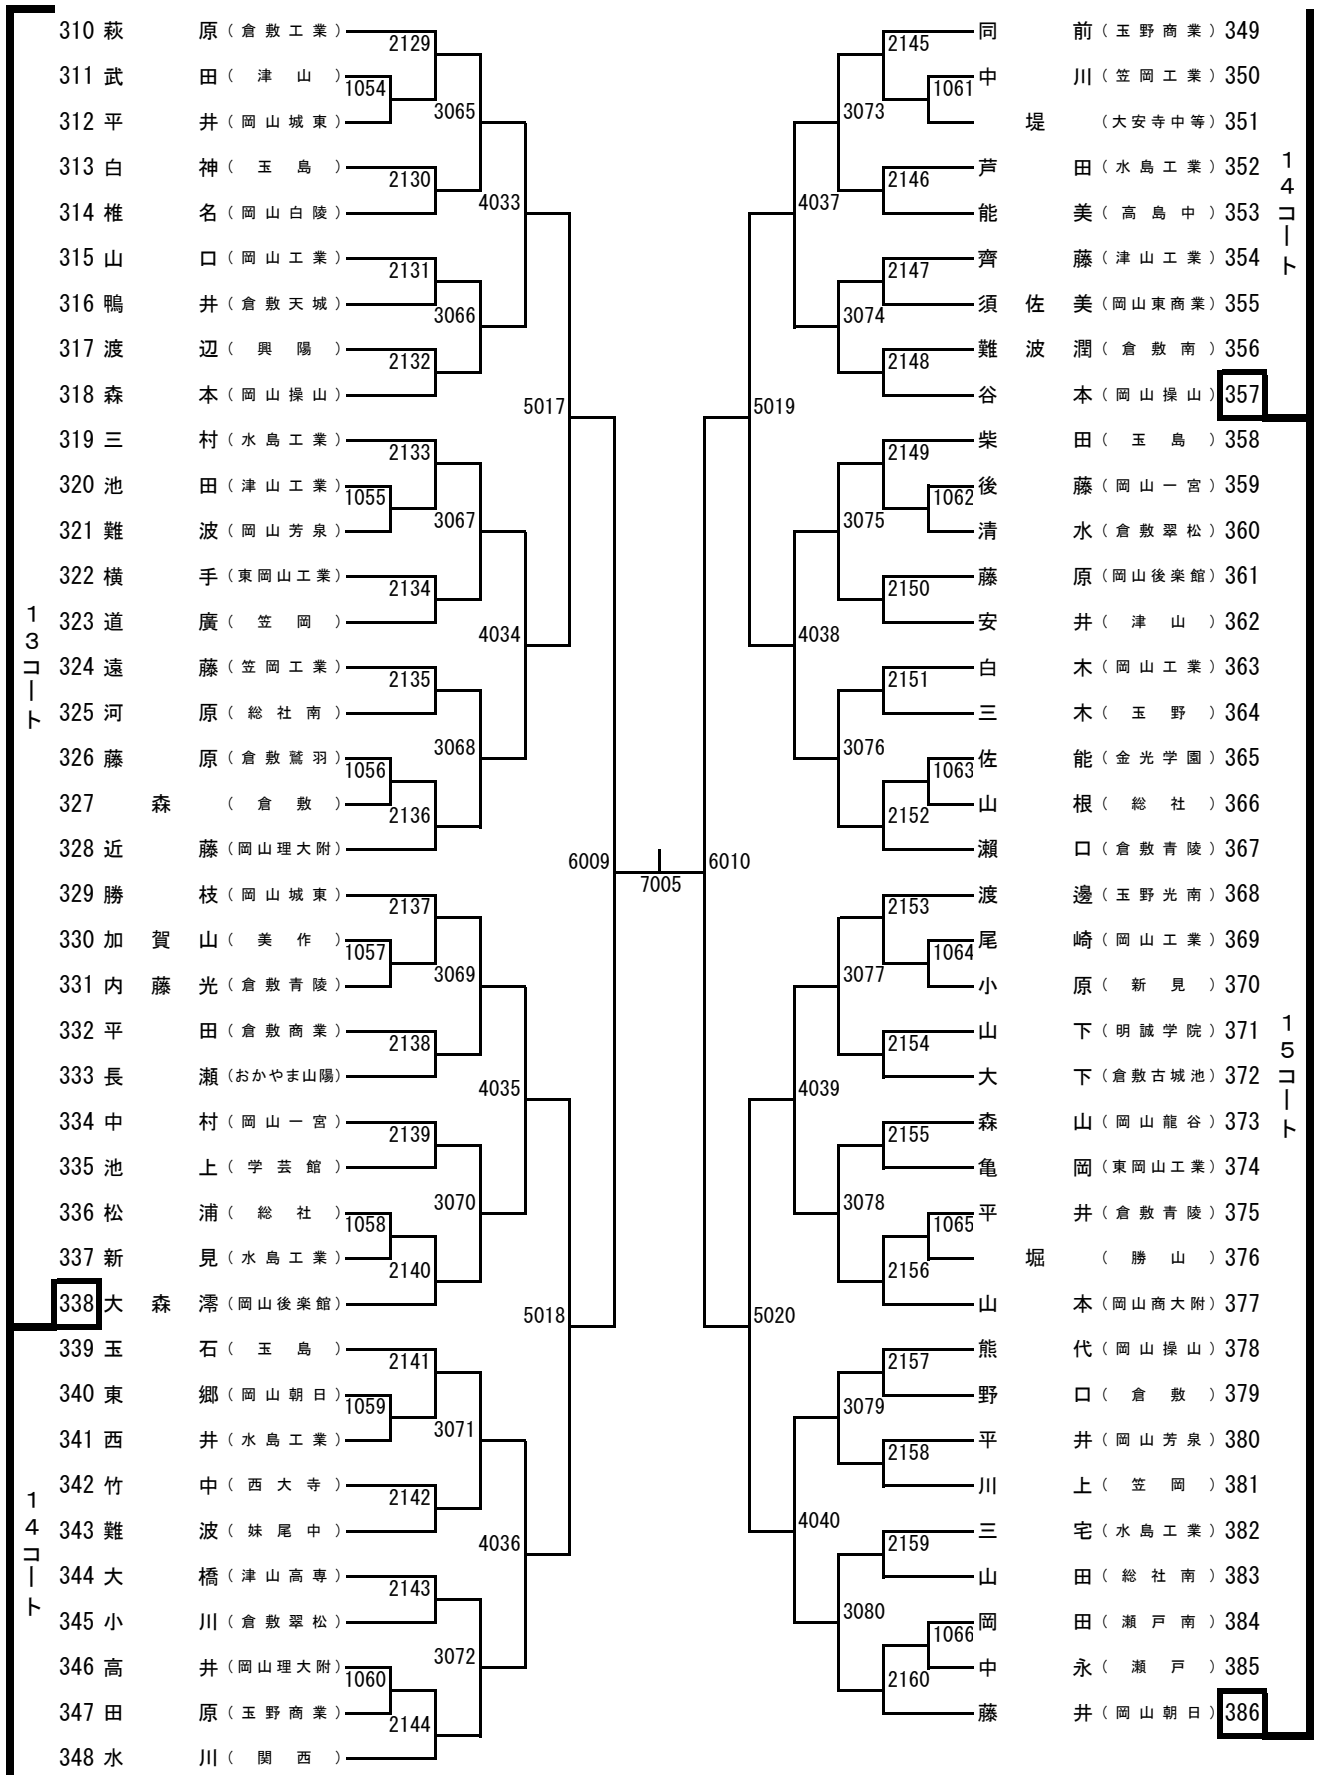 310 萩 原 (倉敷工業)
311 武 田 (津 山)
312 平 井 (岡山城東)
313 白 神 (玉 島)
314 椎 名 (岡山白陵)
315 山 口 (岡山工業)
316 鴨 井 (倉敷天城)
317 渡 辺 (興 陽)
318 森 本 (岡山操山)
319 三 村 (水島工業)
320 池 田 (津山工業)
321 難 波 (岡山芳泉)
322 横 手 (東岡山工業)
323 道 廣 (笠 岡)
324 遠 藤 (笠岡工業)
325 河 原 (総社南)
326 藤 原 (倉敷鷲羽)
327 森 (倉 敷)
328 近 藤 (岡山理大附)
329 勝 枝 (岡山城東)
330 加 賀 山 (美 作)
331 内 藤 光 (倉敷青陵)
332 平 田 (倉敷商業)
333 長 瀬 (おかやま山陽)
334 中 村 (岡山一宮)
335 池 上 (学芸館)
336 松 浦 (総 社)
337 新 見 (水島工業)
338 大 森 澪 (岡山後楽館)
339 玉 石 (玉 島)
340 東 郷 (岡山朝日)
341 西 井 (水島工業)
342 竹 中 (西大寺)
343 難 波 (妹尾中)
344 大 橋 (津山高専)
345 小 川 (倉敷翠松)
346 高 井 (岡山理大附)
347 田 原 (玉野商業)
348 水 川 (関 西)
13コート
14コート
1054
1055
1056
1057
1058
1059
1060
2129
2130
2131
2132
2133
2134
2135
2136
2137
2138
2139
2140
2141
2142
2143
2144
3065
3066
3067
3068
3069
3070
3071
3072
4033
4034
4035
4036
5017
5018
6009
7005
6010
5019
5020
4037
4038
4039
4040
3073
3074
3075
3076
3077
3078
3079
3080
2145
2146
2147
2148
2149
2150
2151
2152
2153
2154
2155
2156
2157
2158
2159
2160
1061
1062
1063
1064
1065
1066
同 前 (玉野商業) 349
中 川 (笠岡工業) 350
堤 (大安寺中等) 351
芦 田 (水島工業) 352
能 美 (高島中) 353
齊 藤 (津山工業) 354
須 佐 美 (岡山東商業) 355
難 波 潤 (倉敷南) 356
谷 本 (岡山操山) 357
柴 田 (玉 島) 358
後 藤 (岡山一宮) 359
清 水 (倉敷翠松) 360
藤 原 (岡山後楽館) 361
安 井 (津 山) 362
白 木 (岡山工業) 363
三 木 (玉 野) 364
佐 能 (金光学園) 365
山 根 (総 社) 366
瀨 口 (倉敷青陵) 367
渡 邊 (玉野光南) 368
尾 崎 (岡山工業) 369
小 原 (新 見) 370
山 下 (明誠学院) 371
大 下 (倉敷古城池) 372
森 山 (岡山龍谷) 373
亀 岡 (東岡山工業) 374
平 井 (倉敷青陵) 375
堀 (勝 山) 376
山 本 (岡山商大附) 377
熊 代 (岡山操山) 378
野 口 (倉 敷) 379
平 井 (岡山芳泉) 380
川 上 (笠 岡) 381
三 宅 (水島工業) 382
山 田 (総社南) 383
岡 田 (瀬戸南) 384
中 永 (瀬 戸) 385
藤 井 (岡山朝日) 386
14コート
15コート